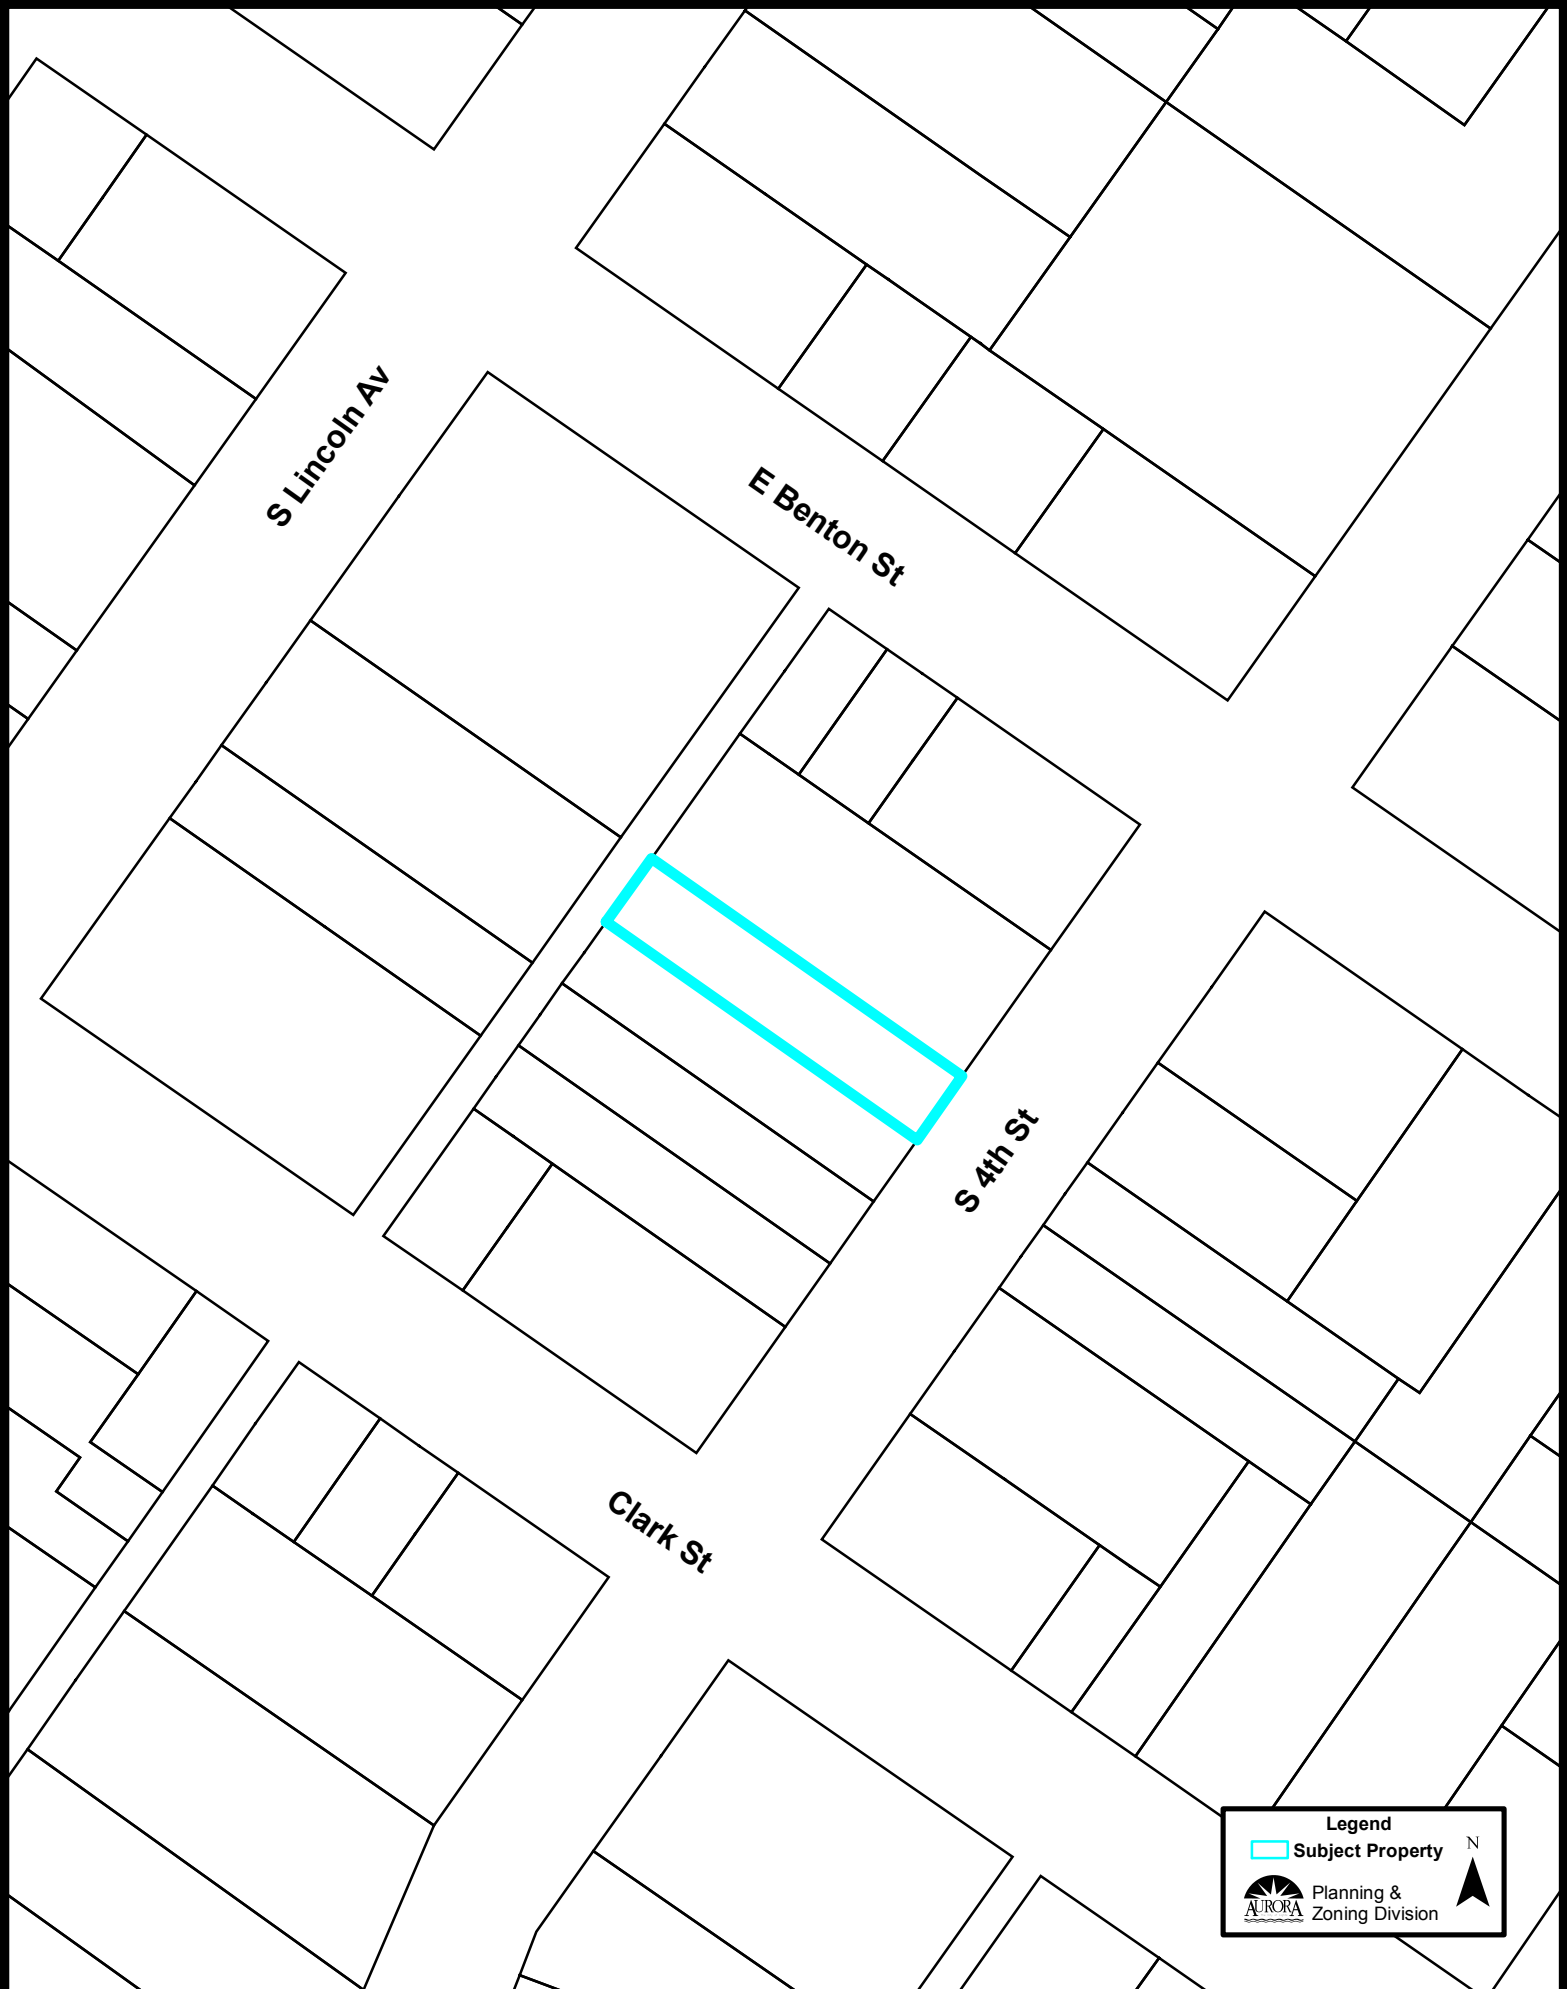 S Lincoln Av
E Benton St
S 4th St
Clark St
Legend
Subject Property
N
AURORA
Planning &
Zoning Division